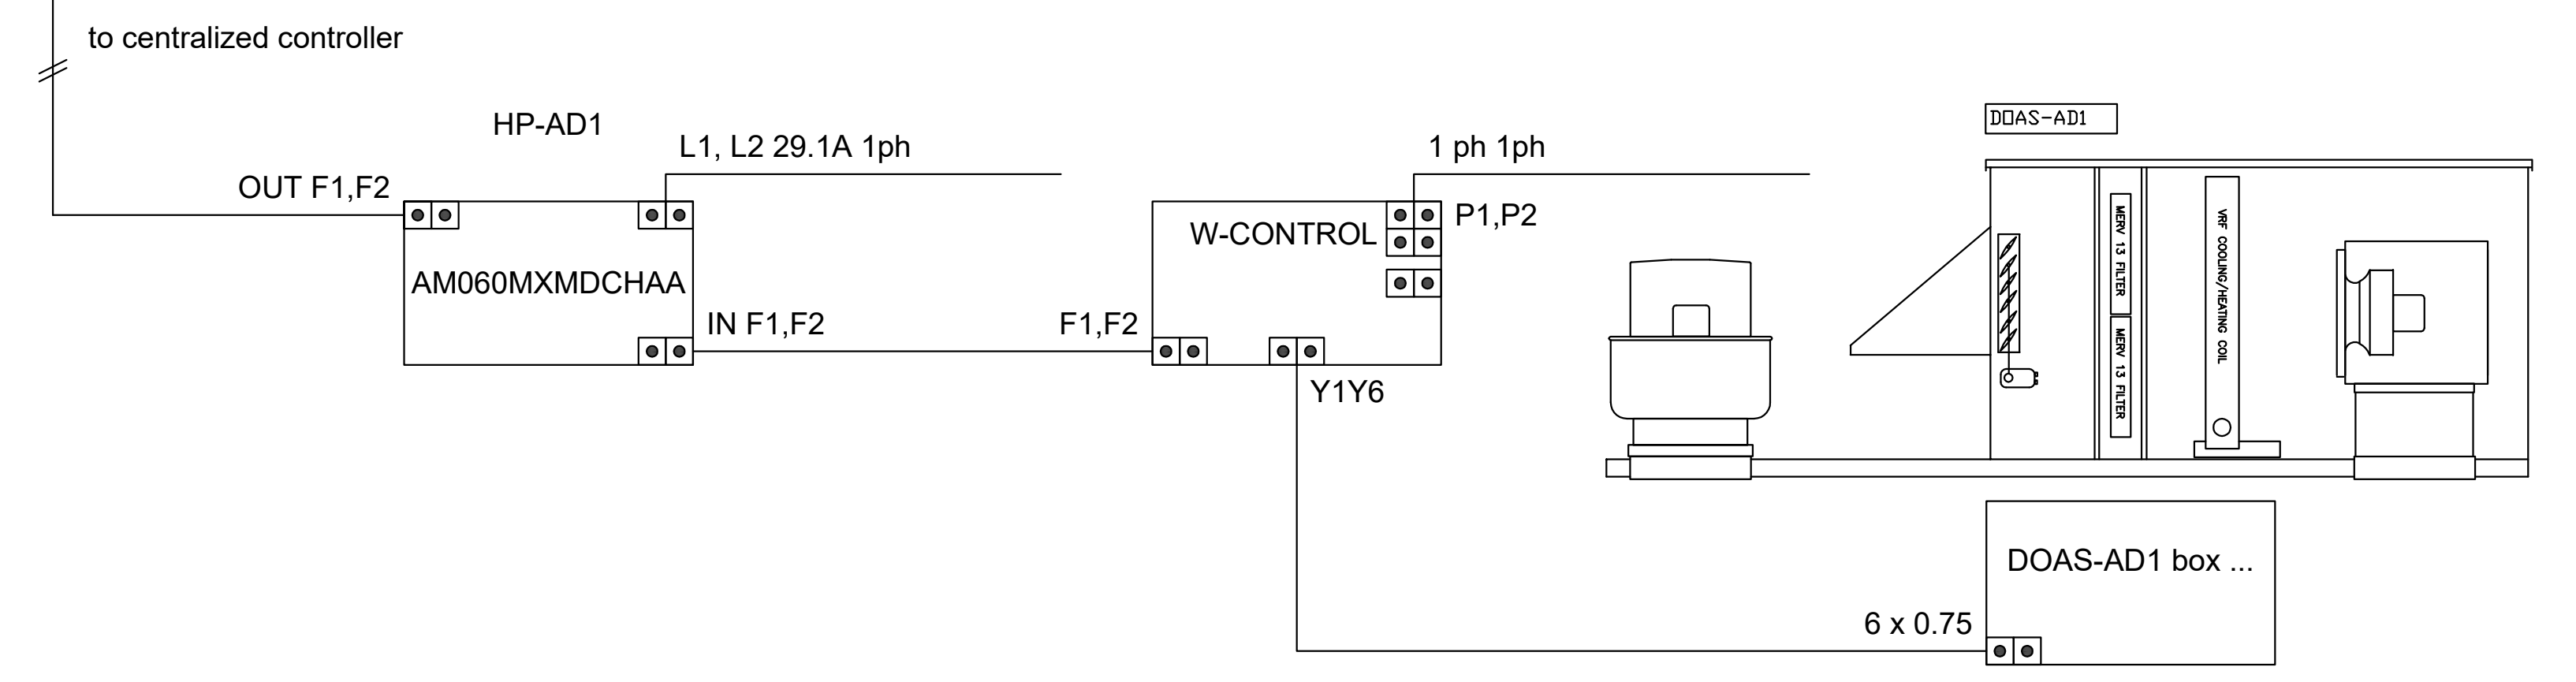 to centralized controller
HP-AD1
DOAS-AD1
L1, L2 29.1A 1ph
1 ph 1ph
OUT F1,F2
W-CONTROL
P1,P2
AM060MXMDCHAA
IN F1,F2
F1,F2
MERV 13 FILTER
MERV 13 FILTER
VRF COOLING/HEATING COIL
Y1Y6
DOAS-AD1 box ...
6 x 0.75